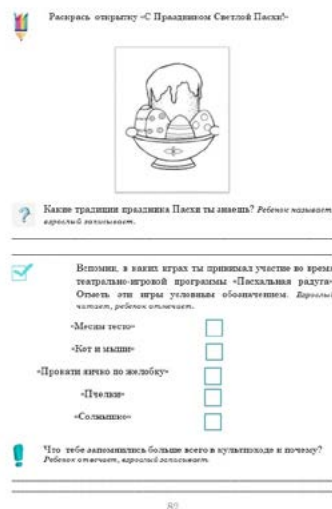 Раскрась открытку «С Праздником Светлой Пасхи!»
Какие традиции праздника Пасхи ты знаешь? Ребенок называет,
взрослый записывает.
Вспомни, в каких играх ты принимал участие во время
театрально-игровой программы «Пасхальная радуга»
Отметь эти игры условным обозначением. Взрослый
читает, ребенок отмечает.
«Месим тесто»
«Кот и мыши»
«Прокати яичко по желобку»
«Пчелки»
«Солнышко»
Что тебе запомнилось больше всего в культпоходе и почему?
Ребенок отвечает, взрослый записывает.
80